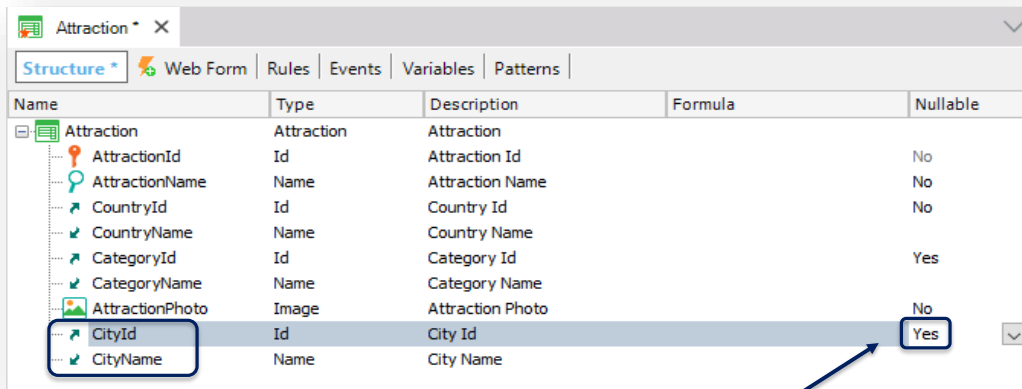 Attraction *
Structure * Web Form Rules Events Variables Patterns
Name Type Description Formula Nullable
Attraction Attraction Attraction
AttractionId Id Attraction Id No
AttractionName Name Attraction Name No
CountryId Id Country Id No
CountryName Name Country Name
CategoryId Id Category Id Yes
CategoryName Name Category Name
AttractionPhoto Image Attraction Photo No
CityId Id City Id Yes
CityName Name City Name